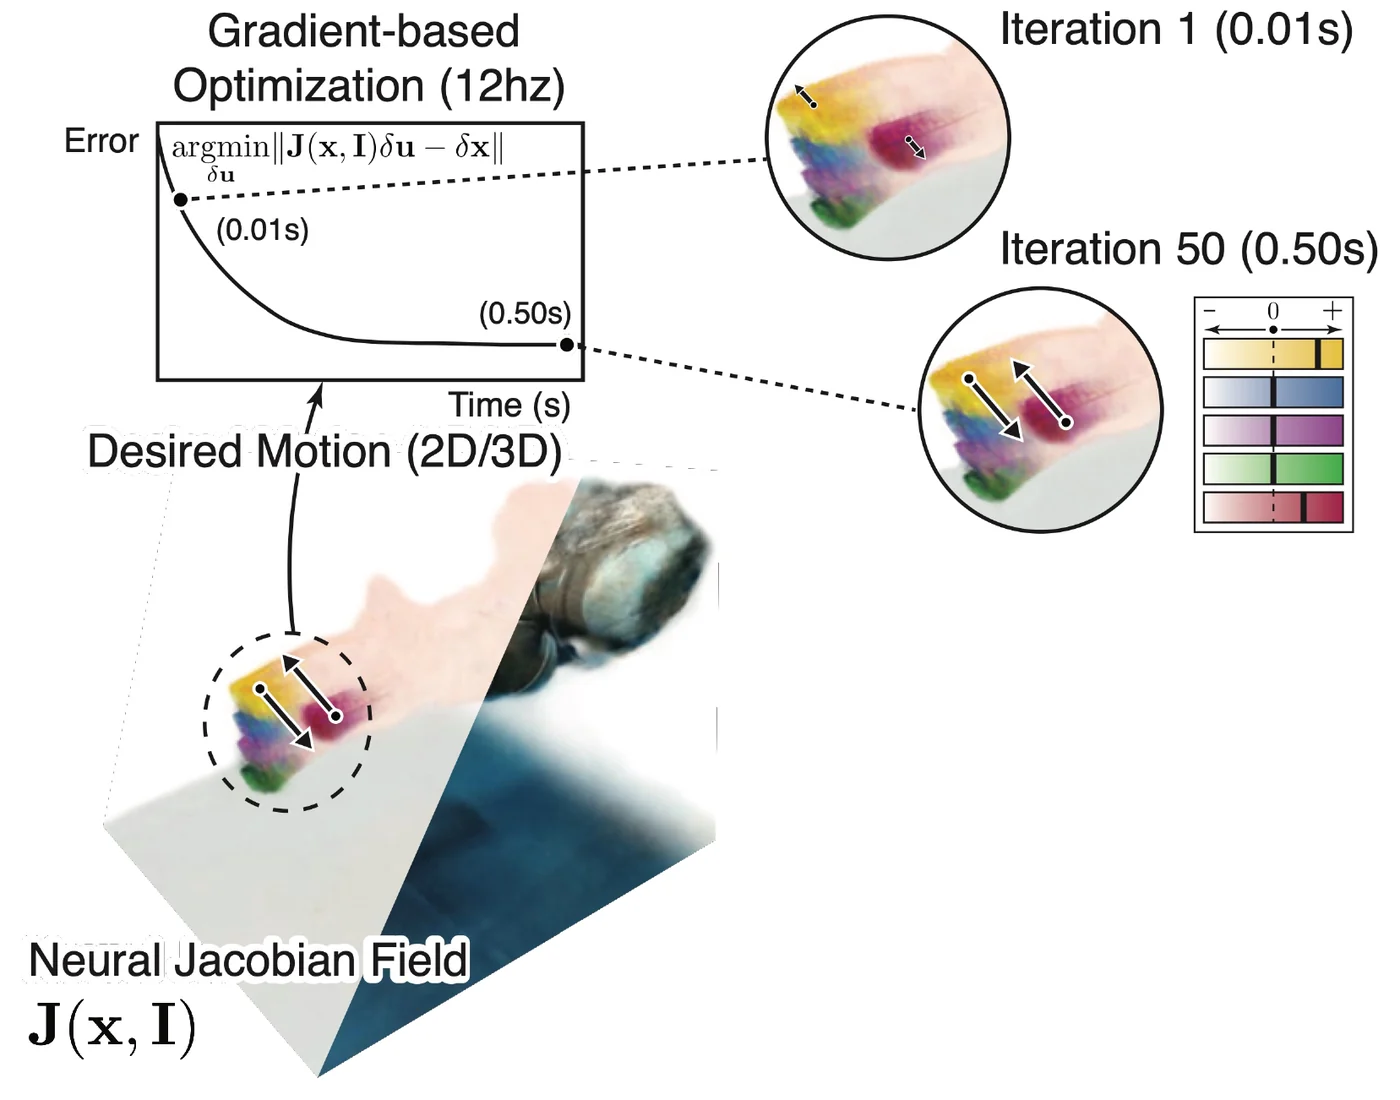 Gradient-based
Optimization (12hz)
Error
argmin‖J(x, I)δu − δx‖
δu
(0.01s)
(0.50s)
Time (s)
Iteration 1 (0.01s)
Iteration 50 (0.50s)
− 0 +
Desired Motion (2D/3D)
Neural Jacobian Field
J(x, I)